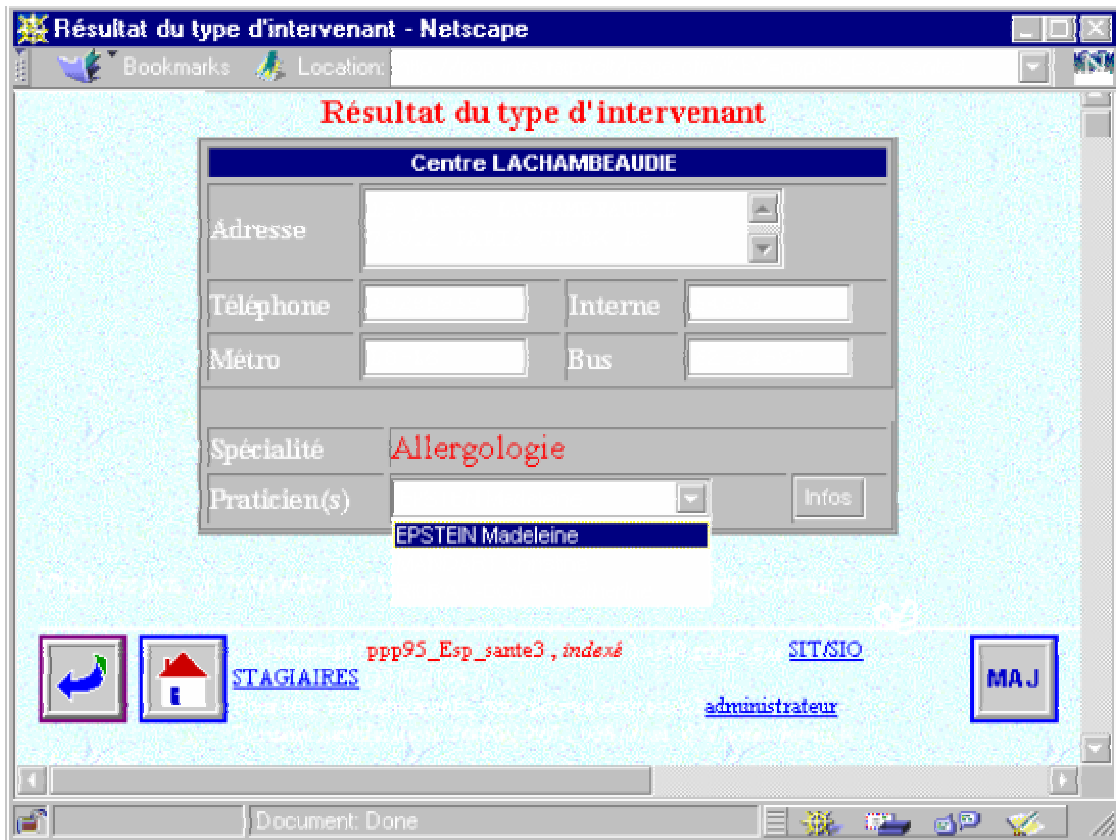 Résultat du type d'intervenant - Netscape
Bookmarks Location:
Résultat du type d'intervenant
Centre LACHAMBEAUDIE
Adresse
Téléphone Interne
Métro Bus
Spécialité Allergologie
Praticien(s) Infos
EPSTEIN Madeleine
ppp95_Esp_sante3 , indexé SIT/SIO
STAGIAIRES MAJ
administrateur
Document: Done